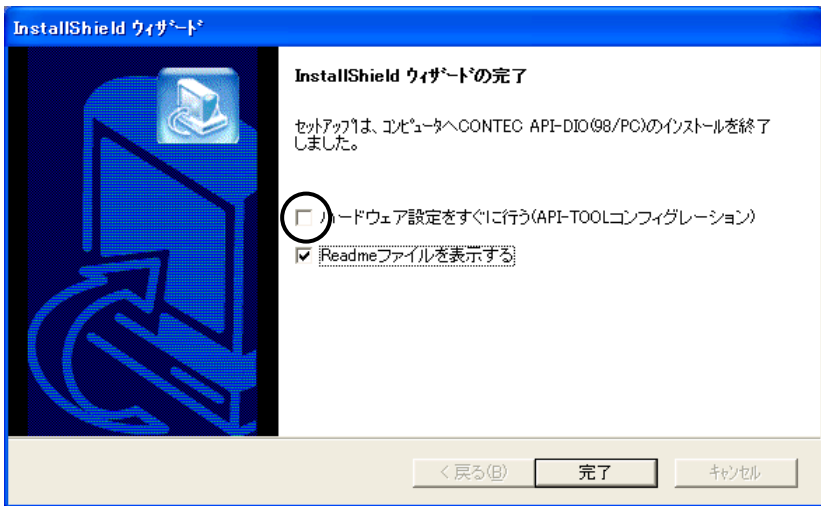 InstallShield ｳｨｻﾞｰﾄﾞ
InstallShield ｳｨｻﾞｰﾄﾞの完了
ｾｯﾄｱｯﾌﾟは、ｺﾝﾋﾟｭｰﾀへCONTEC API-DIO(98/PC)のｲﾝｽﾄｰﾙを終了
しました。
ハードウェア設定をすぐに行う(API-TOOLコンフィグレーション)
Readmeファイルを表示する
< 戻る(B)
完了
ｷｬﾝｾﾙ